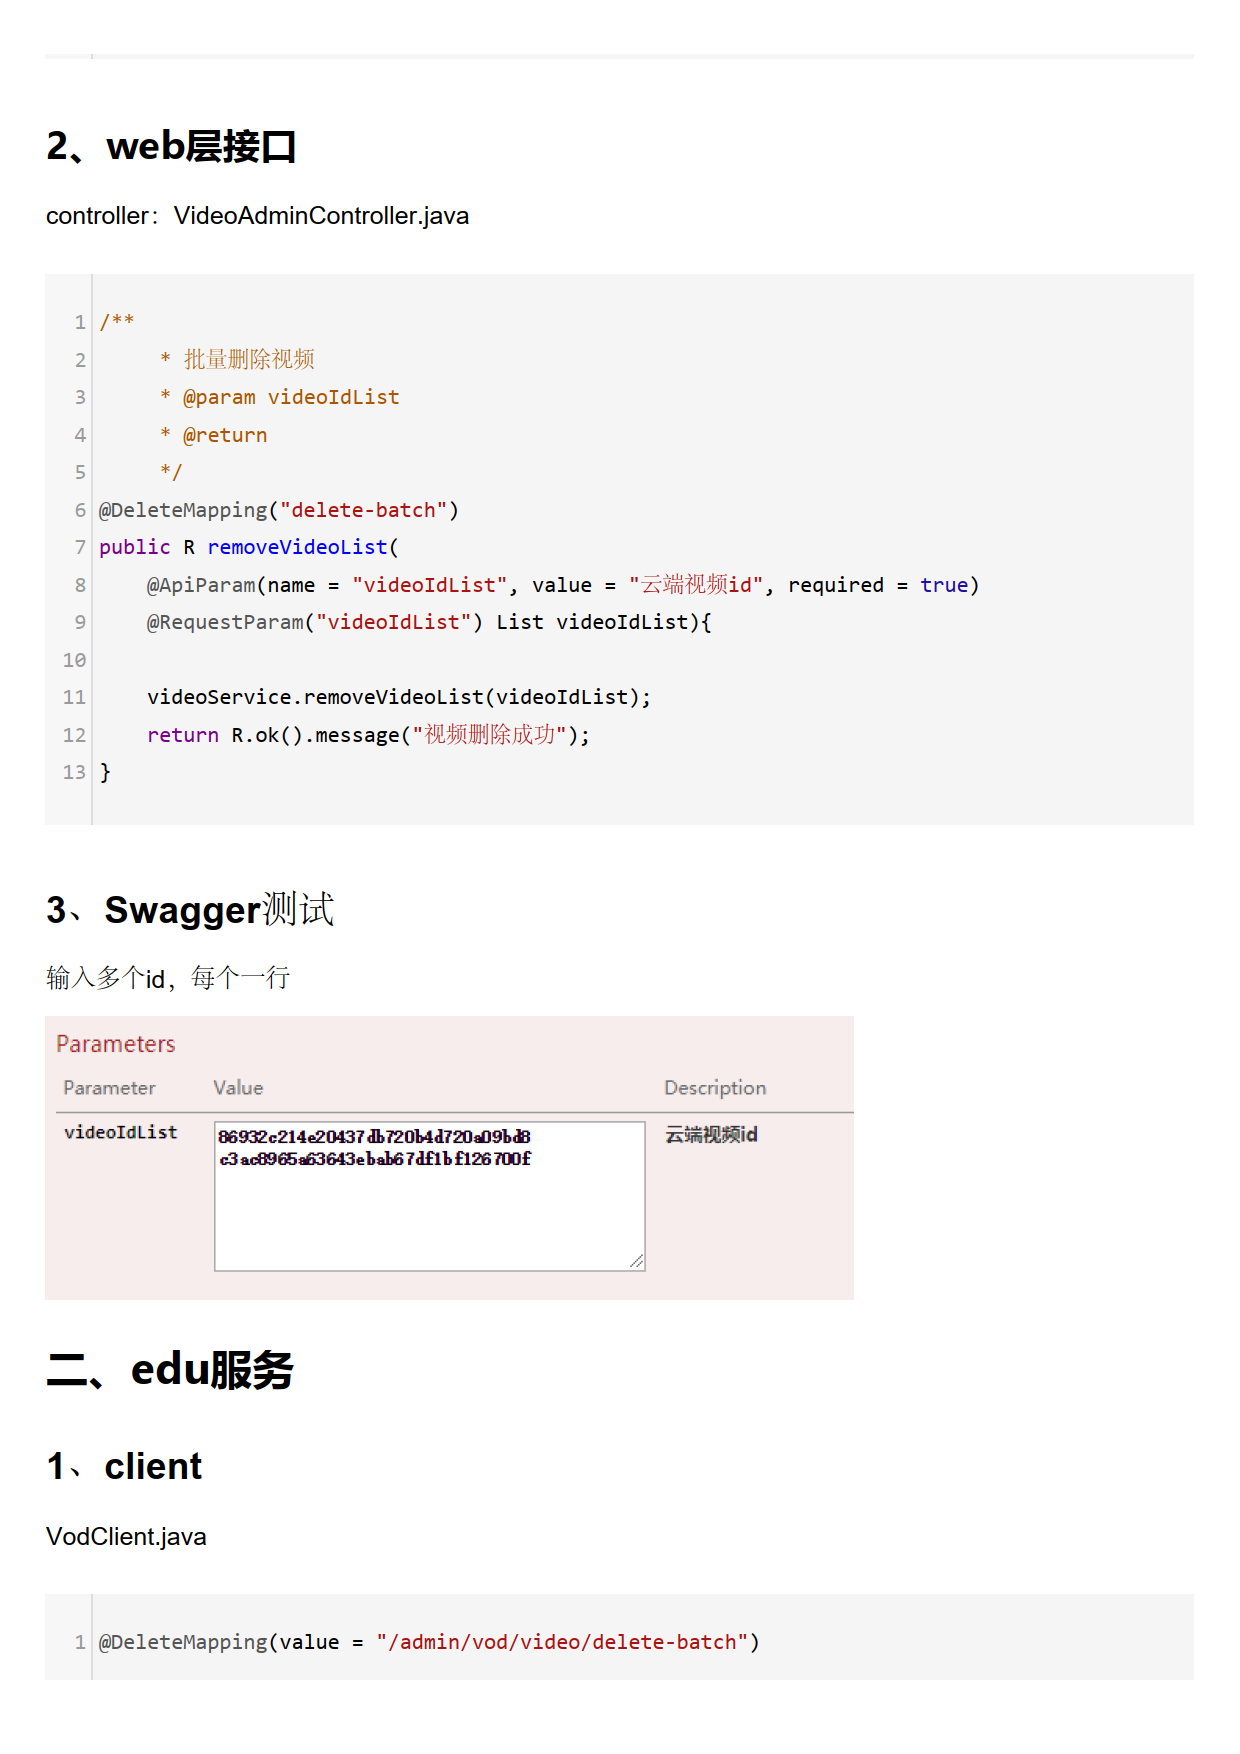 2、web层接口
controller：VideoAdminController.java
1 /**
2      * 批量删除视频
3      * @param videoIdList
4      * @return
5      */
6 @DeleteMapping("delete-batch")
7 public R removeVideoList(
8     @ApiParam(name = "videoIdList", value = "云端视频id", required = true)
9     @RequestParam("videoIdList") List videoIdList){
10
11     videoService.removeVideoList(videoIdList);
12     return R.ok().message("视频删除成功");
13 }
3、Swagger测试
输入多个id，每个一行
Parameters
Parameter Value Description
videoIdList 86932c214e20437db720b4d720a09bd8 云端视频id
c3ac8965a63643ebab67df1bf126700f
二、edu服务
1、client
VodClient.java
1 @DeleteMapping(value = "/admin/vod/video/delete-batch")